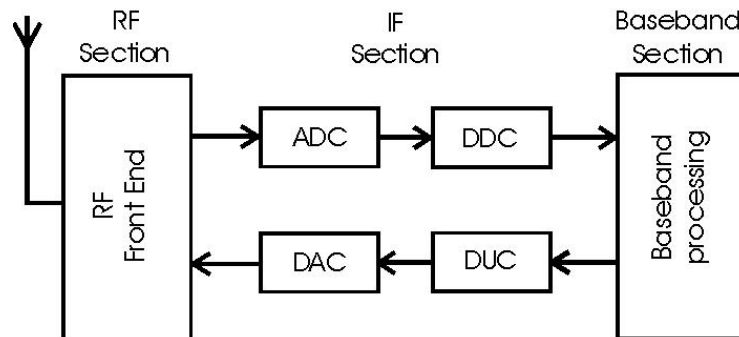 RF
Section
IF
Section
Baseband
Section
RF
Front End
ADC
DDC
DAC
DUC
Baseband
processing